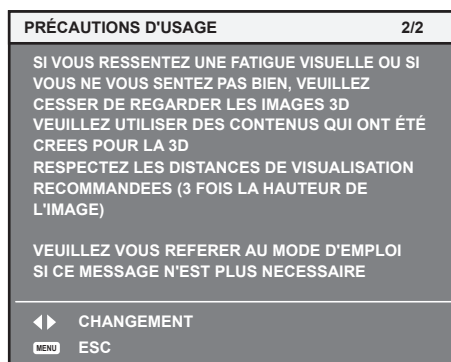 PRÉCAUTIONS D'USAGE 2/2
SI VOUS RESSENTEZ UNE FATIGUE VISUELLE OU SI
VOUS NE VOUS SENTEZ PAS BIEN, VEUILLEZ
CESSER DE REGARDER LES IMAGES 3D
VEUILLEZ UTILISER DES CONTENUS QUI ONT ÉTÉ
CREES POUR LA 3D
RESPECTEZ LES DISTANCES DE VISUALISATION
RECOMMANDEES (3 FOIS LA HAUTEUR DE
L'IMAGE)
VEUILLEZ VOUS REFERER AU MODE D'EMPLOI
SI CE MESSAGE N'EST PLUS NECESSAIRE
CHANGEMENT
MENU ESC